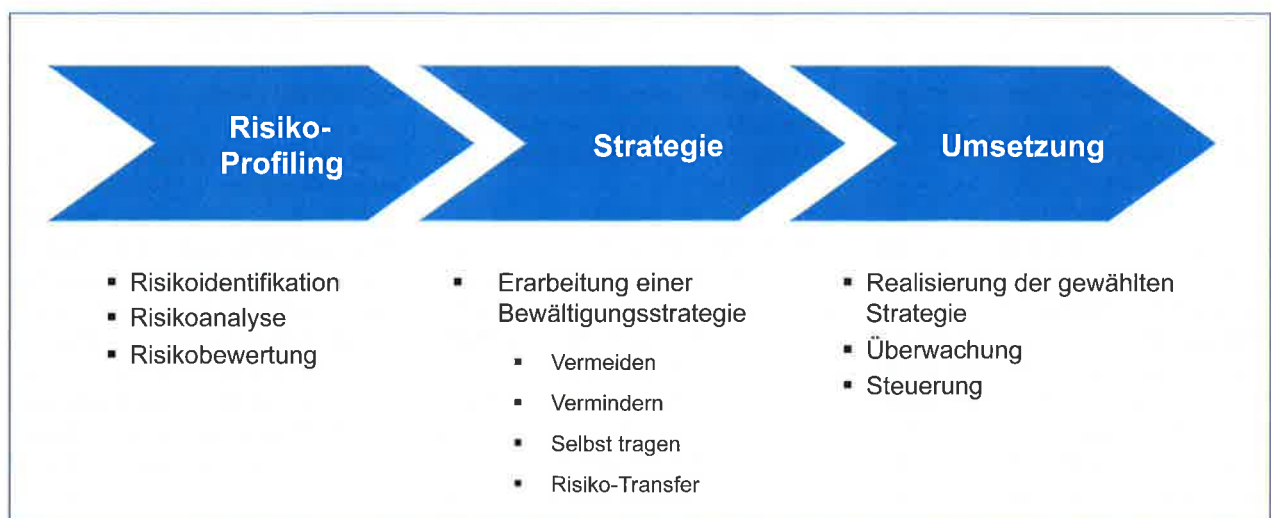 Risiko-
Profiling
Strategie
Umsetzung
▪ Risikoidentifikation
▪ Risikoanalyse
▪ Risikobewertung
▪ Erarbeitung einer
Bewältigungsstrategie
▪ Vermeiden
▪ Vermindern
▪ Selbst tragen
▪ Risiko-Transfer
▪ Realisierung der gewählten
Strategie
▪ Überwachung
▪ Steuerung